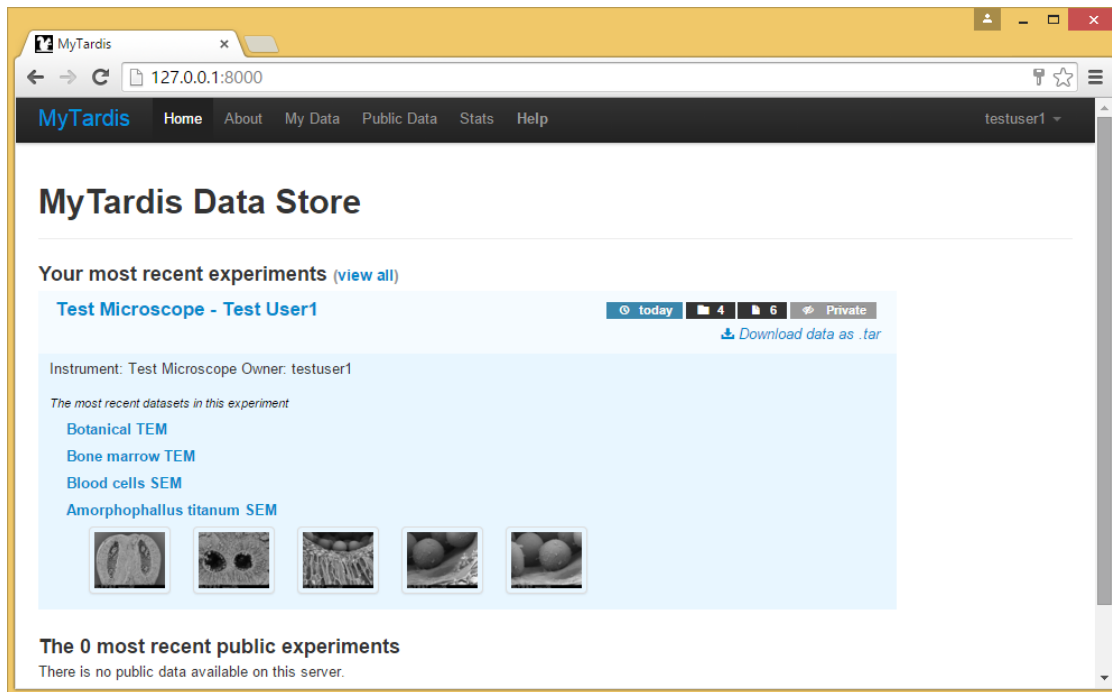 MyTardis
127.0.0.1:8000
MyTardis Home About My Data Public Data Stats Help testuser1
MyTardis Data Store
Your most recent experiments (view all)
Test Microscope - Test User1 today 4 6 Private
Download data as .tar
Instrument: Test Microscope Owner: testuser1
The most recent datasets in this experiment
Botanical TEM
Bone marrow TEM
Blood cells SEM
Amorphophallus titanum SEM
The 0 most recent public experiments
There is no public data available on this server.